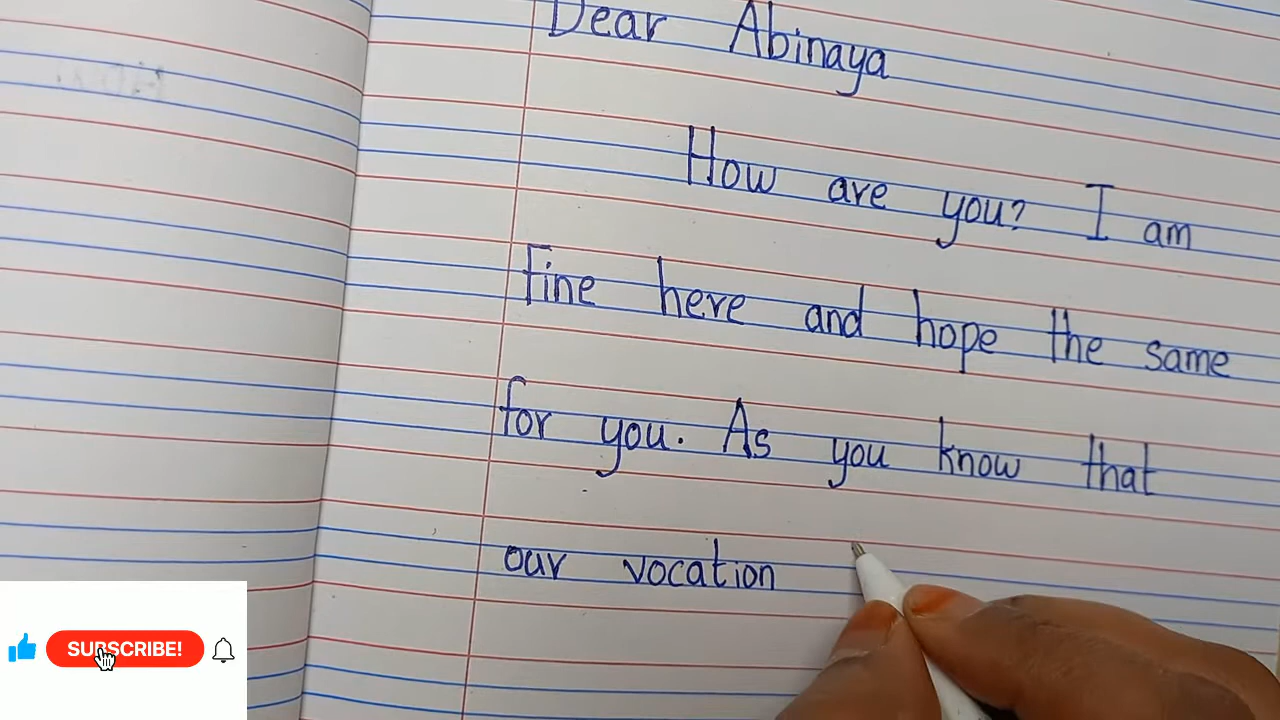 Dear Abinaya
How are you? I am
fine here and hope the same
for you. As you know that
our vocation
SUBSCRIBE!